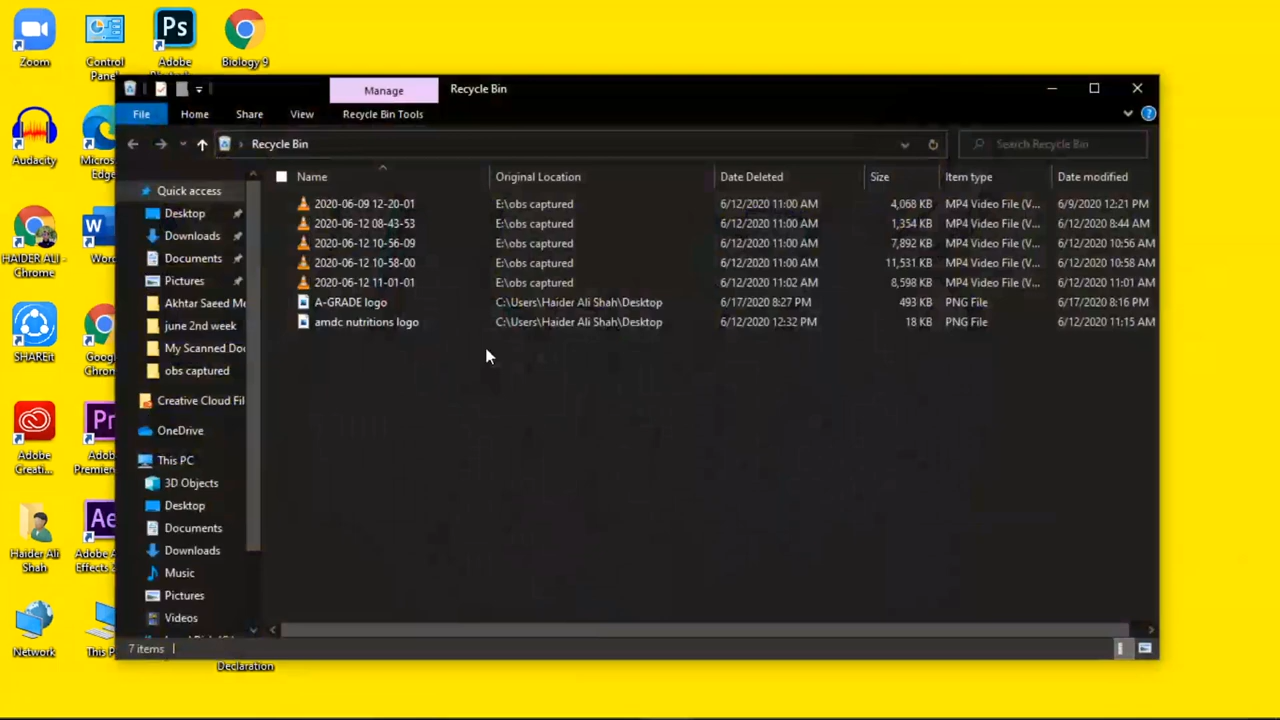 Zoom
Control
Pan
Ps
Adobe
Biology 9
Manage
Recycle Bin
File
Home
Share
View
Recycle Bin Tools
Recycle Bin
Search Recycle Bin
Name
Original Location
Date Deleted
Size
Item type
Date modified
2020-06-09 12-20-01
E:\obs captured
6/12/2020 11:00 AM
4,068 KB
MP4 Video File (V...
6/9/2020 12:21 PM
2020-06-12 08-43-53
E:\obs captured
6/12/2020 11:00 AM
1,354 KB
MP4 Video File (V...
6/12/2020 8:44 AM
2020-06-12 10-56-09
E:\obs captured
6/12/2020 11:00 AM
7,892 KB
MP4 Video File (V...
6/12/2020 10:56 AM
2020-06-12 10-58-00
E:\obs captured
6/12/2020 11:00 AM
11,531 KB
MP4 Video File (V...
6/12/2020 10:58 AM
2020-06-12 11-01-01
E:\obs captured
6/12/2020 11:02 AM
8,598 KB
MP4 Video File (V...
6/12/2020 11:01 AM
A-GRADE logo
C:\Users\Haider Ali Shah\Desktop
6/17/2020 8:27 PM
493 KB
PNG File
6/17/2020 8:16 PM
amdc nutritions logo
C:\Users\Haider Ali Shah\Desktop
6/12/2020 12:32 PM
18 KB
PNG File
6/12/2020 11:15 AM
Quick access
Desktop
Downloads
Documents
Pictures
Akhtar Saeed Me
june 2nd week
My Scanned Do
obs captured
Creative Cloud Fil
OneDrive
This PC
3D Objects
Desktop
Documents
Downloads
Music
Pictures
Videos
7 items
Audacity
Micros
Edge
HAIDER ALI -
Chrome
W
Wor
SHAREit
Goog
Chron
Adobe
Creati...
Pr
Adob
Premier
Haider Ali
Shah
Ae
Adobe A
Effects
Network
This P
Declaration